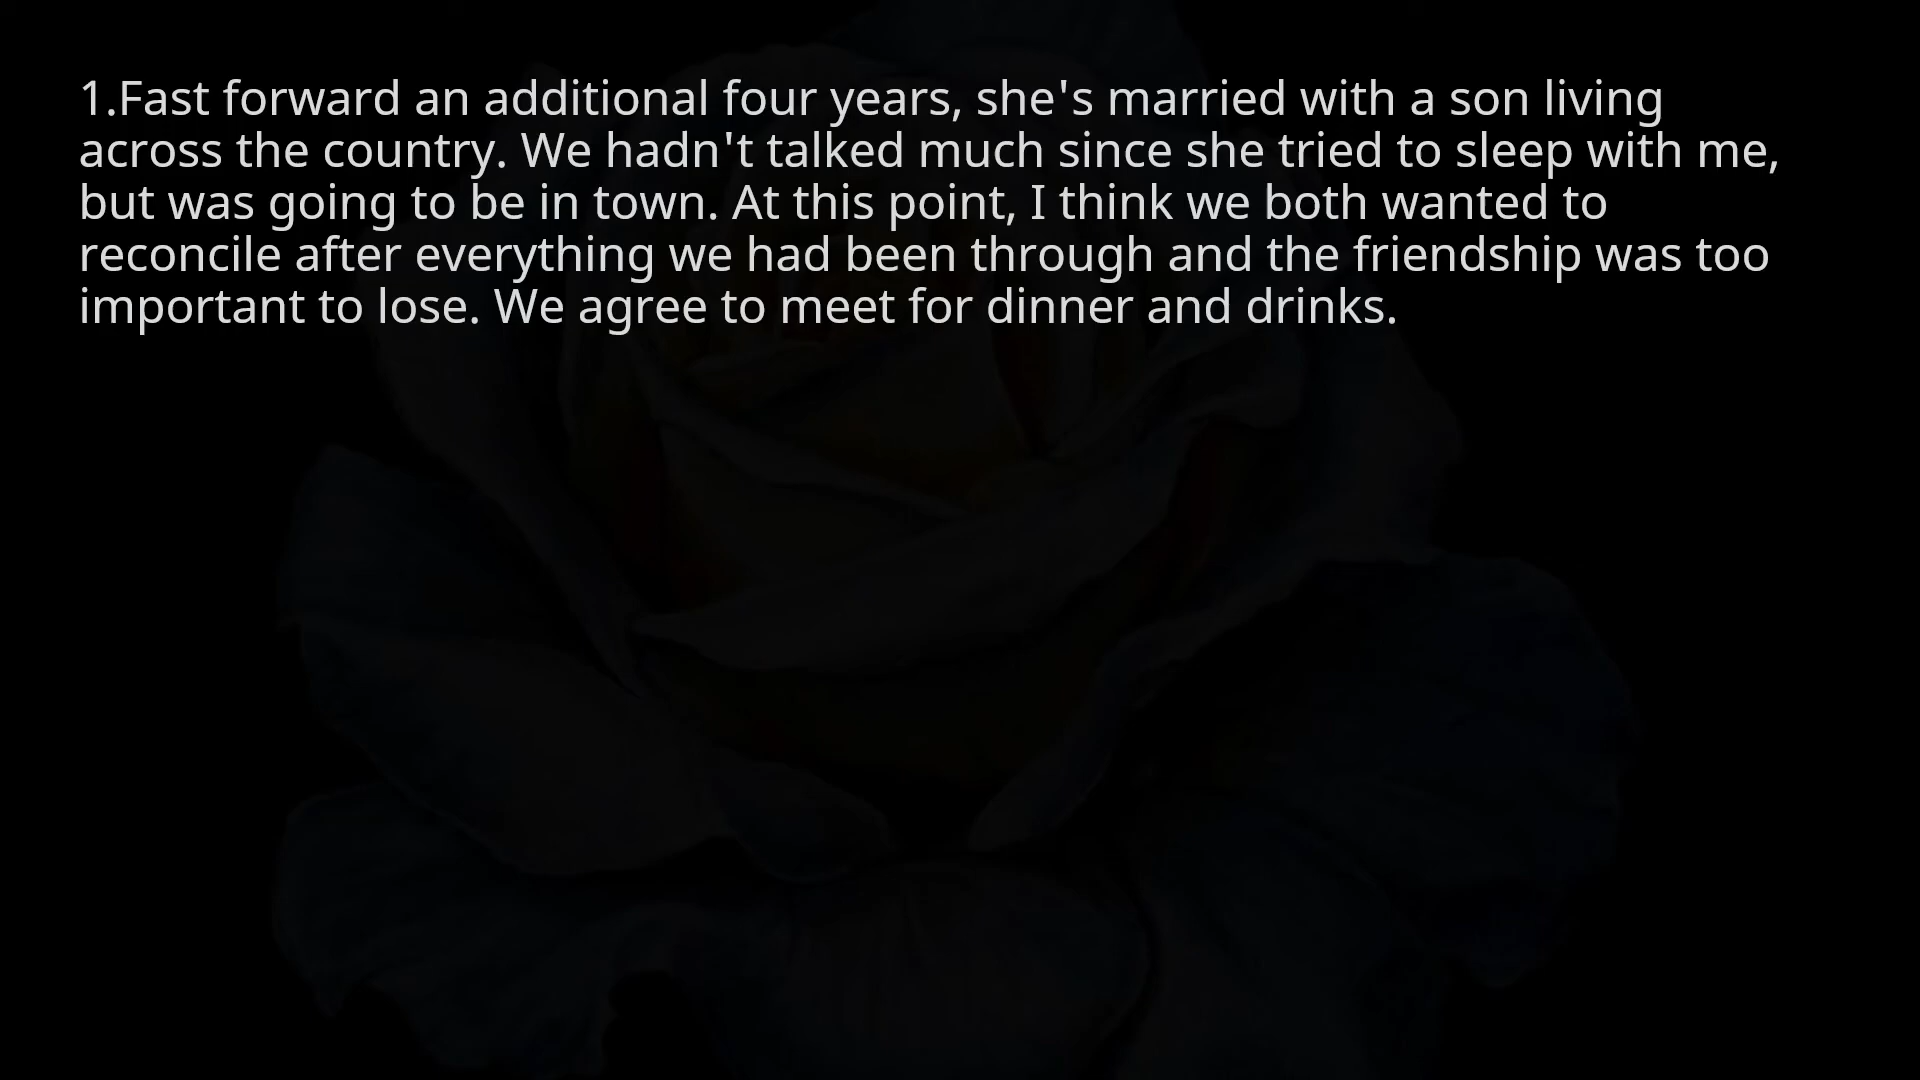 1.Fast forward an additional four years, she's married with a son living
across the country. We hadn't talked much since she tried to sleep with me,
but was going to be in town. At this point, I think we both wanted to
reconcile after everything we had been through and the friendship was too
important to lose. We agree to meet for dinner and drinks.